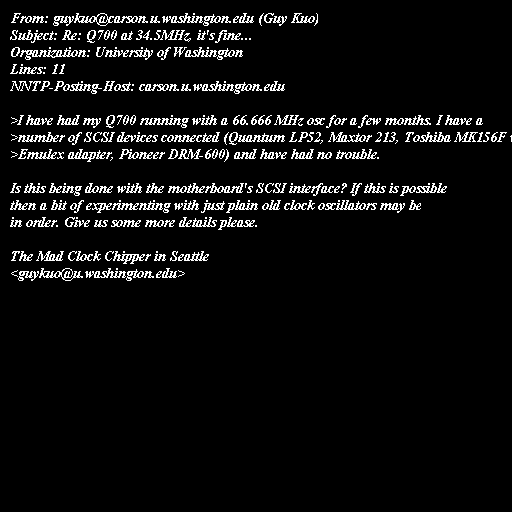 From: guykuo@carson.u.washington.edu (Guy Kuo)
Subject: Re: Q700 at 34.5MHz, it's fine...
Organization: University of Washington
Lines: 11
NNTP-Posting-Host: carson.u.washington.edu

>I have had my Q700 running with a 66.666 MHz osc for a few months. I have a
>number of SCSI devices connected (Quantum LP52, Maxtor 213, Toshiba MK156F
>Emulex adapter, Pioneer DRM-600) and have had no trouble.

Is this being done with the motherboard's SCSI interface? If this is possible
then a bit of experimenting with just plain old clock oscillators may be
in order. Give us some more details please.

The Mad Clock Chipper in Seattle
<guykuo@u.washington.edu>